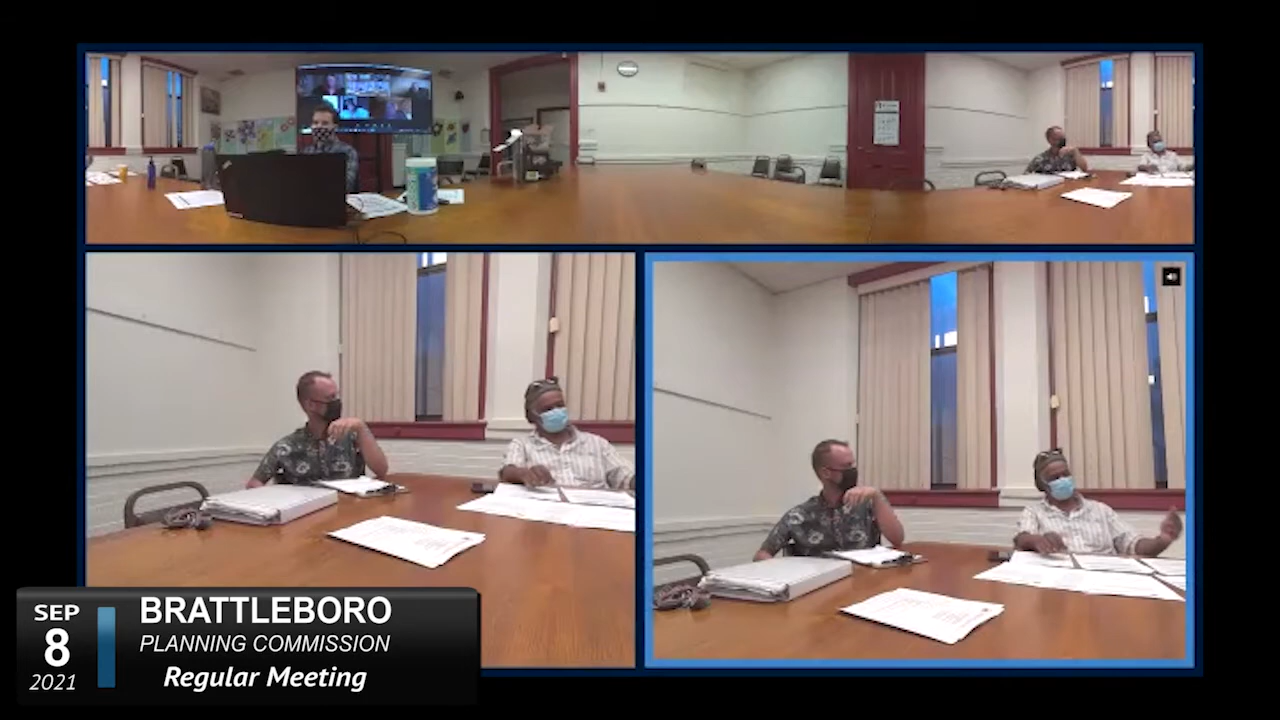 SEP
8
2021
BRATTLEBORO
PLANNING COMMISSION
Regular Meeting